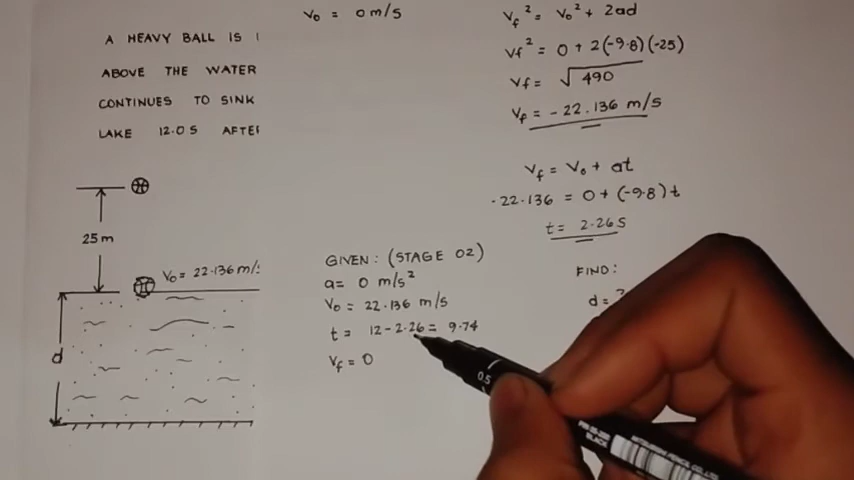 V₀ = 0 m/s
A HEAVY BALL IS
ABOVE THE WATER
CONTINUES TO SINK
LAKE 12.0 S AFTER
25 m
V₀ = 22.136 m/s
d
Vf² = V₀² + 2ad
Vf² = 0 + 2(-9.8)(-25)
Vf = √490
Vf = -22.136 m/s
Vf = V₀ + at
-22.136 = 0 + (-9.8)t
t = 2.26 S
GIVEN: (STAGE 02)
a = 0 m/s²
V₀ = 22.136 m/s
t = 12 - 2.26 = 9.74
Vf = 0
FIND:
d = ?
0.5
BLACK